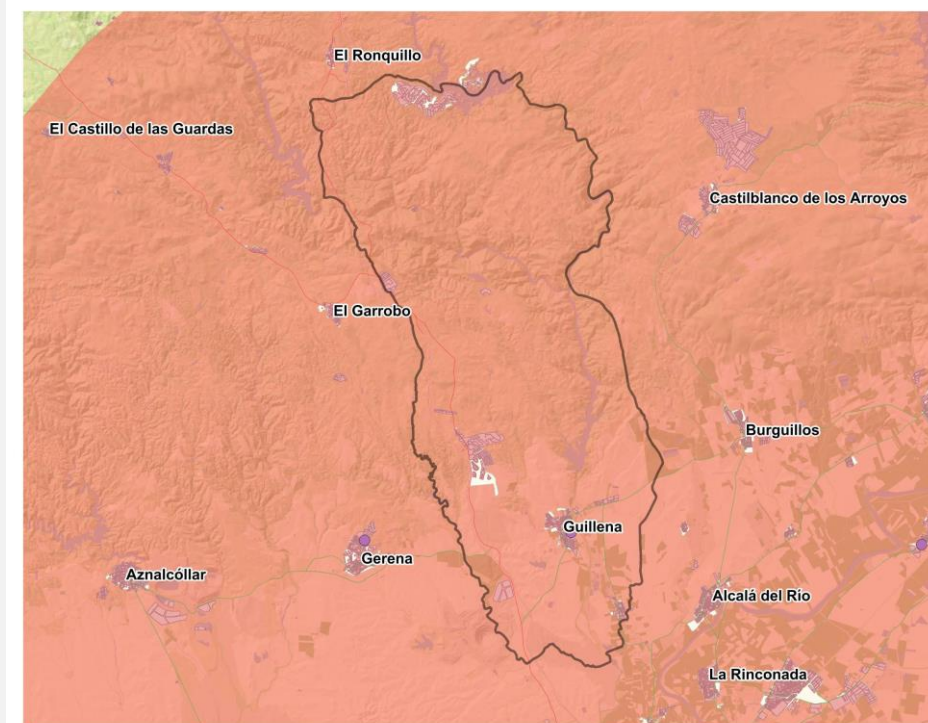 El Ronquillo
El Castillo de las Guardas
Castilblanco de los Arroyos
El Garrobo
Burguillos
Guillena
Gerena
Aznalcóllar
Alcalá del Rio
La Rinconada